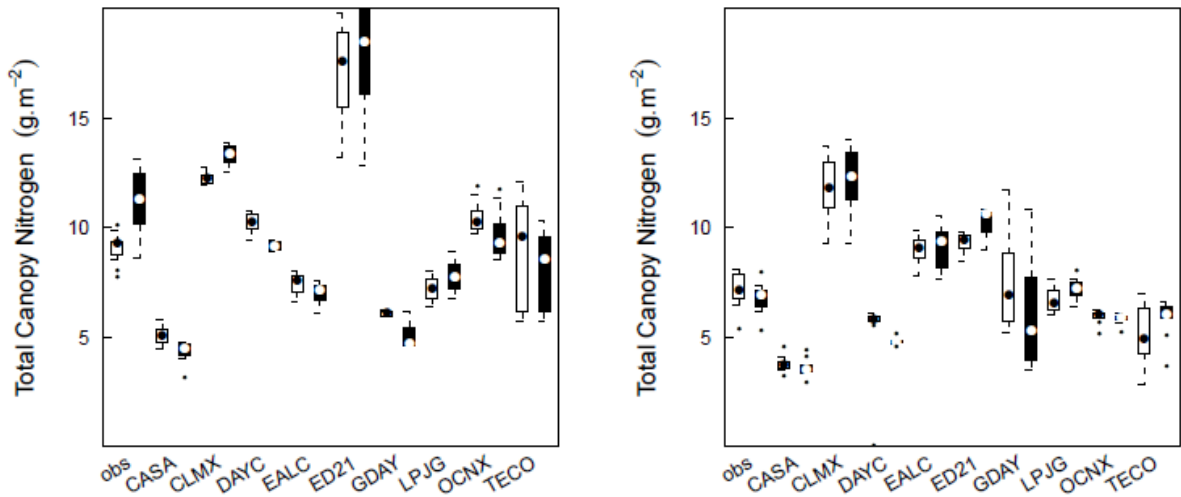 Total Canopy Nitrogen (g.m⁻²)
15
10
5
obs CASA CLMX DAYC EALC ED21 GDAY LPJG OCNX TECO
Total Canopy Nitrogen (g.m⁻²)
15
10
5
obs CASA CLMX DAYC EALC ED21 GDAY LPJG OCNX TECO